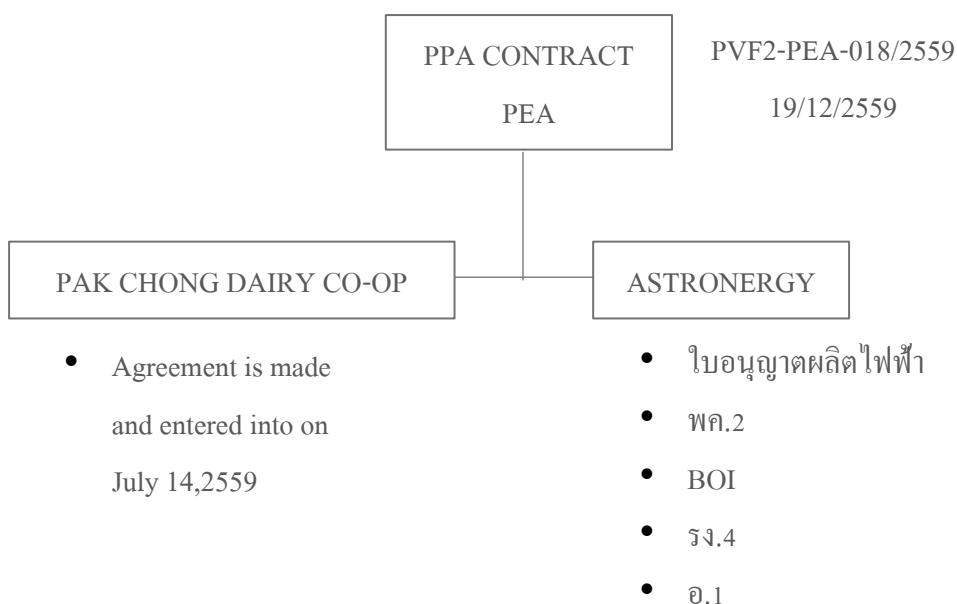 PPA CONTRACT
PEA
PVF2-PEA-018/2559
19/12/2559
PAK CHONG DAIRY CO-OP
ASTRONERGY
• Agreement is made
and entered into on
July 14,2559
• ใบอนุญาตผลิตไฟฟ้า
• พค.2
• BOI
• รง.4
• อ.1